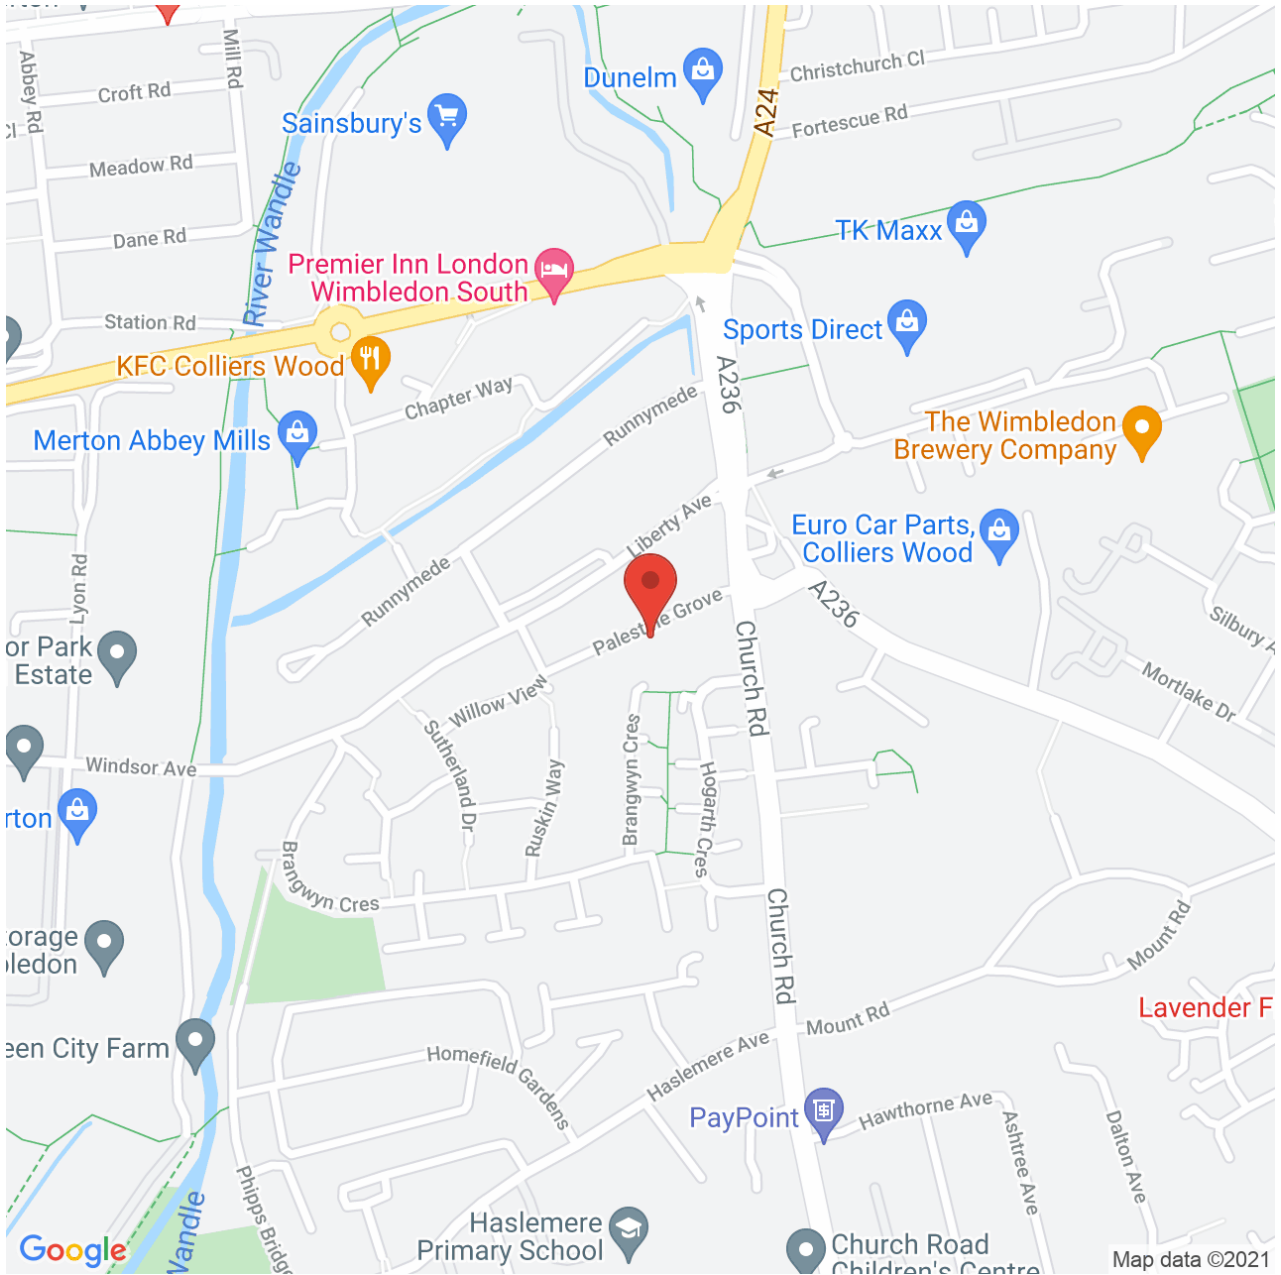 Mill Rd
Abbey Rd
Croft Rd
Dunelm
Christchurch Cl
A24
Sainsbury's
Fortescue Rd
Meadow Rd
River Wandle
Dane Rd
TK Maxx
Premier Inn London
Wimbledon South
Station Rd
Sports Direct
KFC Colliers Wood
A236
Chapter Way
Runnymede
The Wimbledon
Brewery Company
Merton Abbey Mills
Liberty Ave
Euro Car Parts,
Colliers Wood
Lyon Rd
Runnymede
A236
Palestine Grove
Silbury A
or Park
Estate
Church Rd
Mortlake Dr
Willow View
Sutherland Dr
Brangwyn Cres
Windsor Ave
Ruskin Way
Hogarth Cres
rton
Brangwyn Cres
Church Rd
Mount Rd
torage
Lavender F
Mount Rd
een City Farm
Homefield Gardens
Haslemere Ave
PayPoint
Hawthorne Ave
Ashtree Ave
Dalton Ave
Phipps Bridge
Wandle
Haslemere
Primary School
Church Road
Children's Centre
Google
Map data ©2021